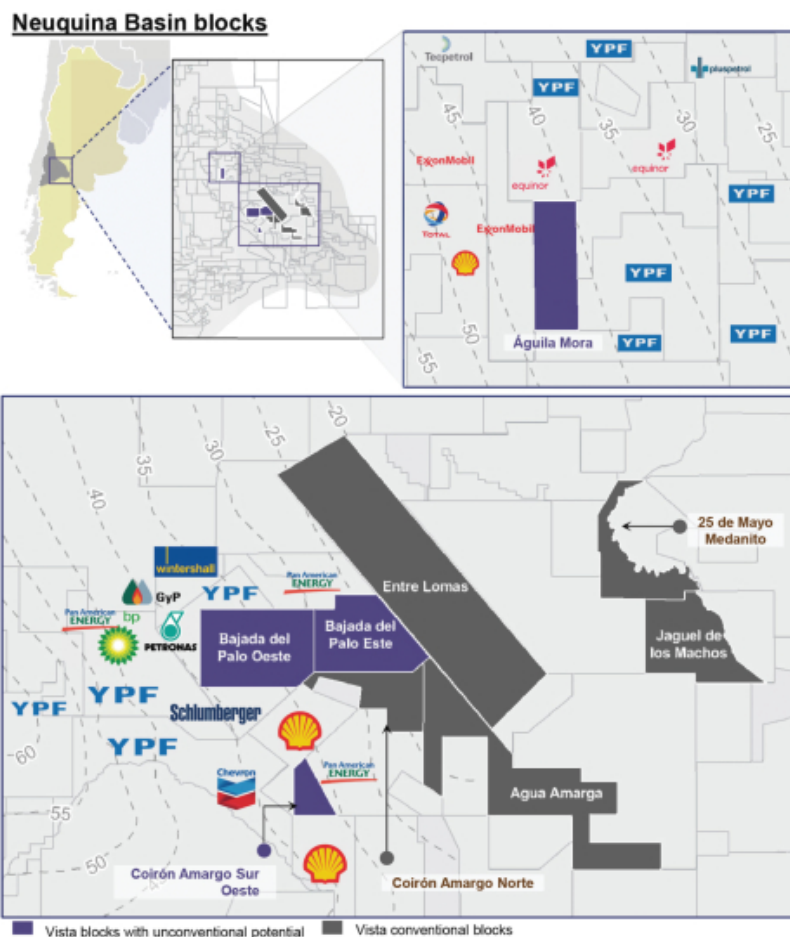 Neuquina Basin blocks
Tecpetrol
YPF
pluspetrol
YPF
45
40
35
30
25
ExxonMobil
equinor
equinor
YPF
TOTAL
ExxonMobil
YPF
50
Águila Mora
YPF
YPF
55
20
25
30
35
40
25 de Mayo
Medanito
wintershall
Pan American
ENERGY
Entre Lomas
GyP
YPF
Pan American
ENERGY
bp
PETRONAS
Bajada del
Palo Oeste
Bajada del
Palo Este
Jaguel de
los Machos
YPF
YPF
Schlumberger
YPF
60
Chevron
Pan American
ENERGY
Agua Amarga
55
50
Coirón Amargo Sur
Oeste
Coirón Amargo Norte
Vista blocks with unconventional potential
Vista conventional blocks